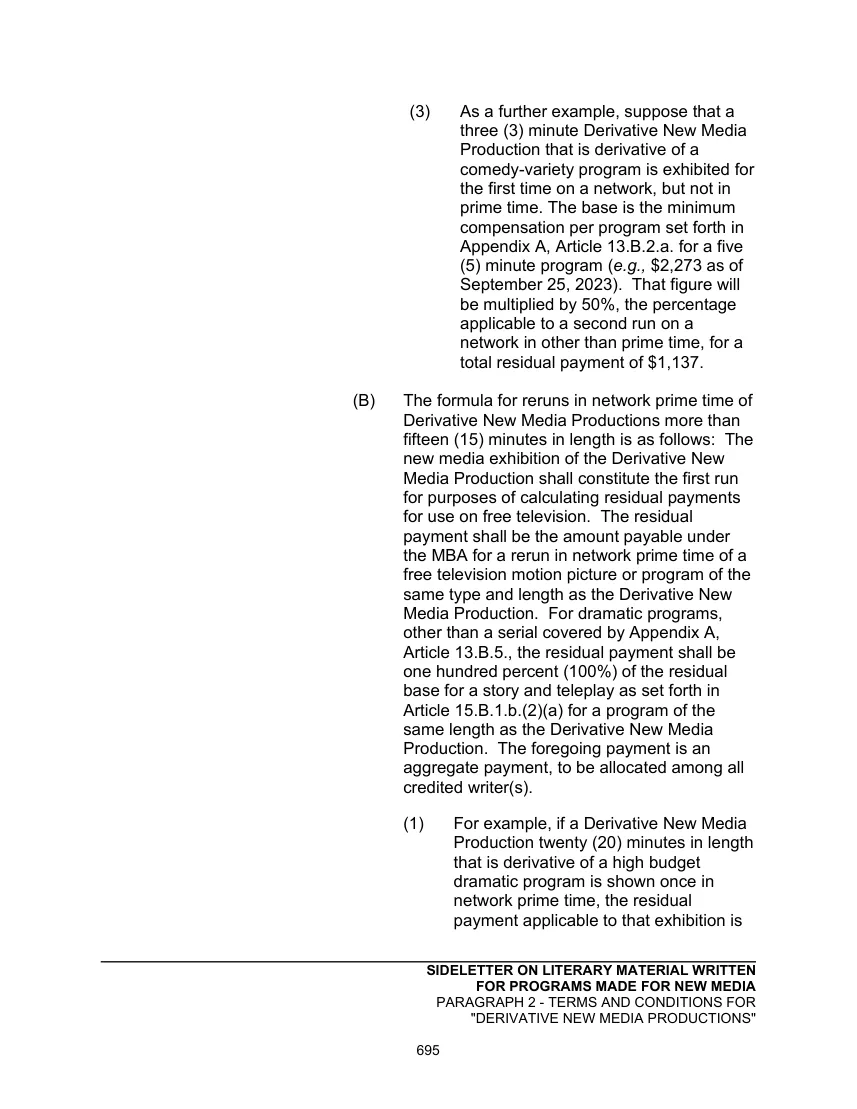 (3) As a further example, suppose that a
three (3) minute Derivative New Media
Production that is derivative of a
comedy-variety program is exhibited for
the first time on a network, but not in
prime time. The base is the minimum
compensation per program set forth in
Appendix A, Article 13.B.2.a. for a five
(5) minute program (e.g., $2,273 as of
September 25, 2023).  That figure will
be multiplied by 50%, the percentage
applicable to a second run on a
network in other than prime time, for a
total residual payment of $1,137.
(B) The formula for reruns in network prime time of
Derivative New Media Productions more than
fifteen (15) minutes in length is as follows:  The
new media exhibition of the Derivative New
Media Production shall constitute the first run
for purposes of calculating residual payments
for use on free television.  The residual
payment shall be the amount payable under
the MBA for a rerun in network prime time of a
free television motion picture or program of the
same type and length as the Derivative New
Media Production.  For dramatic programs,
other than a serial covered by Appendix A,
Article 13.B.5., the residual payment shall be
one hundred percent (100%) of the residual
base for a story and teleplay as set forth in
Article 15.B.1.b.(2)(a) for a program of the
same length as the Derivative New Media
Production.  The foregoing payment is an
aggregate payment, to be allocated among all
credited writer(s).
(1) For example, if a Derivative New Media
Production twenty (20) minutes in length
that is derivative of a high budget
dramatic program is shown once in
network prime time, the residual
payment applicable to that exhibition is
SIDELETTER ON LITERARY MATERIAL WRITTEN
FOR PROGRAMS MADE FOR NEW MEDIA
PARAGRAPH 2 - TERMS AND CONDITIONS FOR
"DERIVATIVE NEW MEDIA PRODUCTIONS"
695